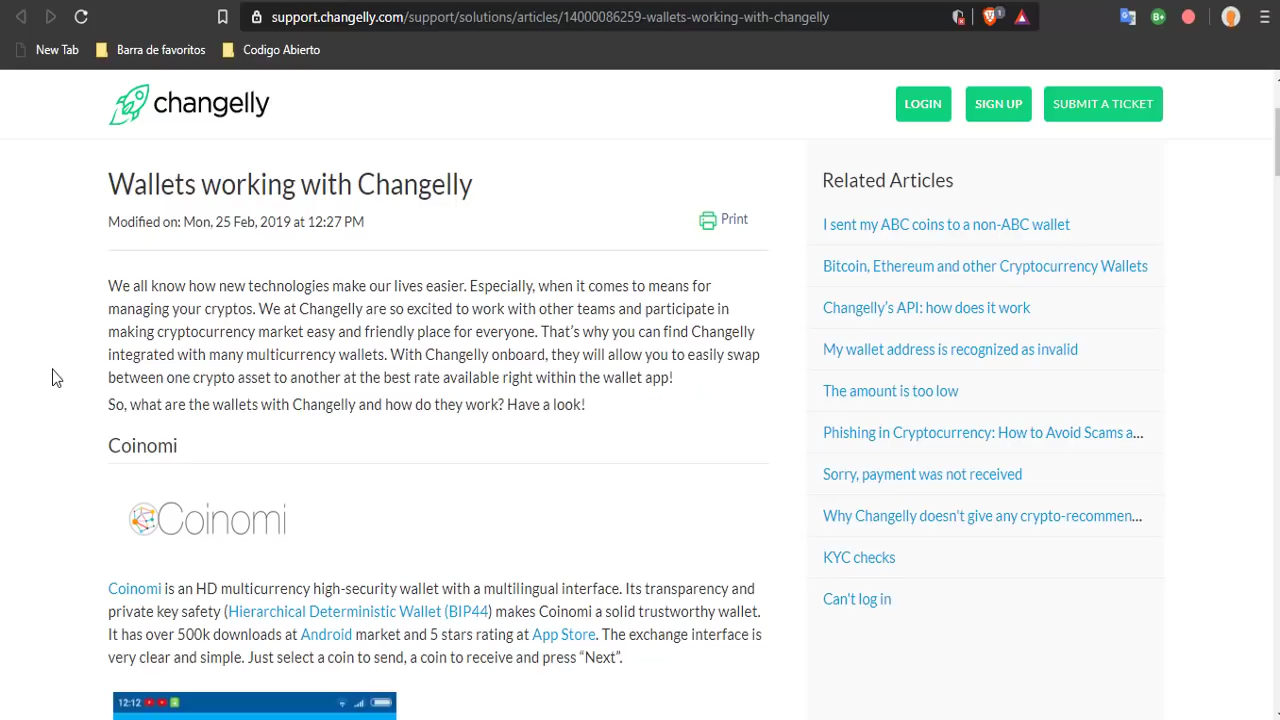 support.changelly.com/support/solutions/articles/14000086259-wallets-working-with-changelly
1
B+
New Tab
Barra de favoritos
Codigo Abierto
changelly
LOGIN
SIGN UP
SUBMIT A TICKET
Wallets working with Changelly
Modified on: Mon, 25 Feb, 2019 at 12:27 PM
Print
We all know how new technologies make our lives easier. Especially, when it comes to means for
managing your cryptos. We at Changelly are so excited to work with other teams and participate in
making cryptocurrency market easy and friendly place for everyone. That's why you can find Changelly
integrated with many multicurrency wallets. With Changelly onboard, they will allow you to easily swap
between one crypto asset to another at the best rate available right within the wallet app!
So, what are the wallets with Changelly and how do they work? Have a look!
Coinomi
Coinomi
Coinomi is an HD multicurrency high-security wallet with a multilingual interface. Its transparency and
private key safety (Hierarchical Deterministic Wallet (BIP44) makes Coinomi a solid trustworthy wallet.
It has over 500k downloads at Android market and 5 stars rating at App Store. The exchange interface is
very clear and simple. Just select a coin to send, a coin to receive and press “Next”.
12:12
Related Articles
I sent my ABC coins to a non-ABC wallet
Bitcoin, Ethereum and other Cryptocurrency Wallets
Changelly’s API: how does it work
My wallet address is recognized as invalid
The amount is too low
Phishing in Cryptocurrency: How to Avoid Scams a...
Sorry, payment was not received
Why Changelly doesn't give any crypto-recommen...
KYC checks
Can't log in